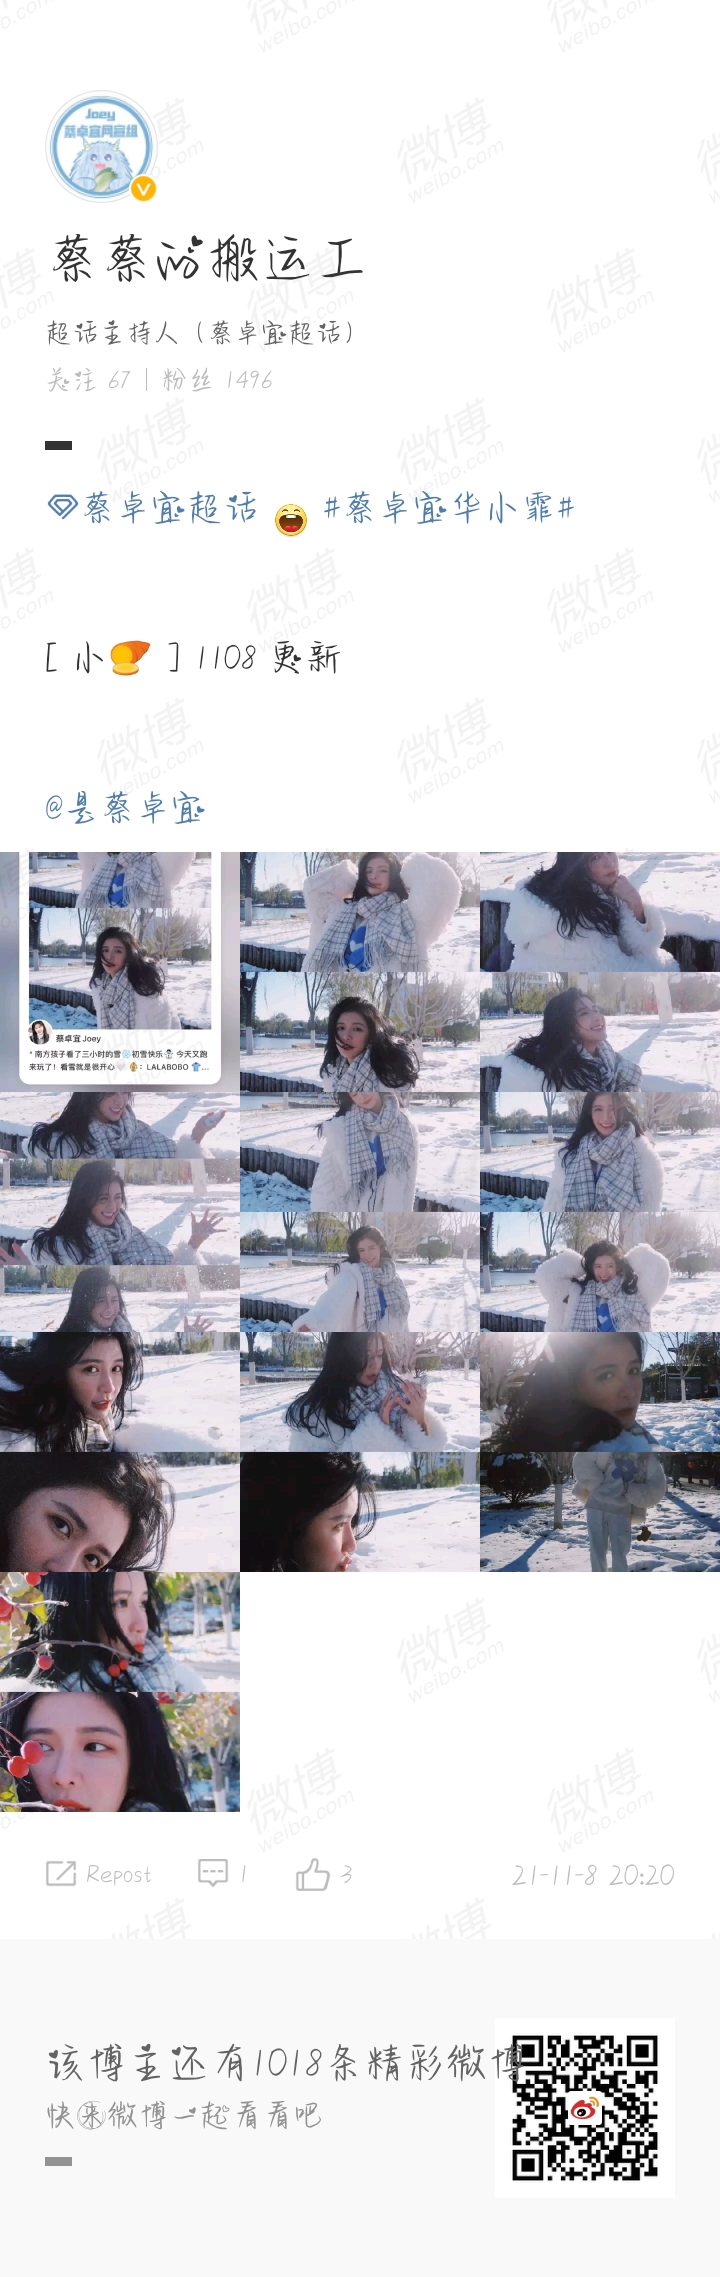 Joey
蔡卓宜网宣组
蔡蔡的搬运工
超话主持人（蔡卓宜超话）
关注 67 | 粉丝 1496
蔡卓宜超话 #蔡卓宜华小霏#
[ 小🍠 ] 1108 更新
@是蔡卓宜
蔡卓宜 Joey
* 南方孩子看了三小时的雪❄️初雪快乐⛄ 今天又跑
来玩了！看雪就是很开心🤍 🧥：LALABOBO 👕...
Repost 1 3 21-11-8 20:20
该博主还有1018条精彩微博
快来微博一起看看吧
微博
weibo.com